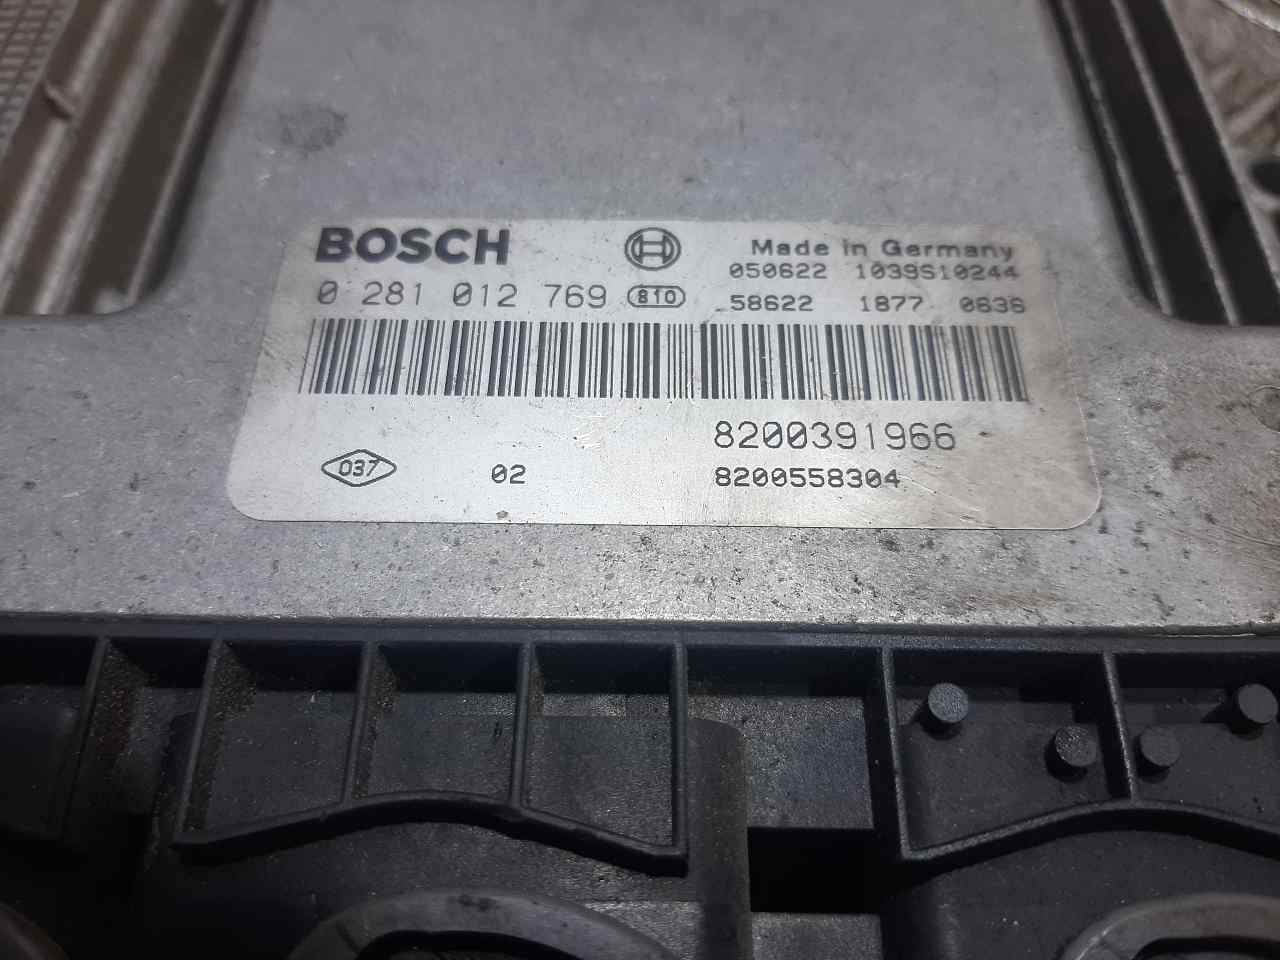 BOSCH
Made in Germany
050622 1039S10244
0 281 012 769 810 58622 1877 0636
8200391966
037 02 8200558304